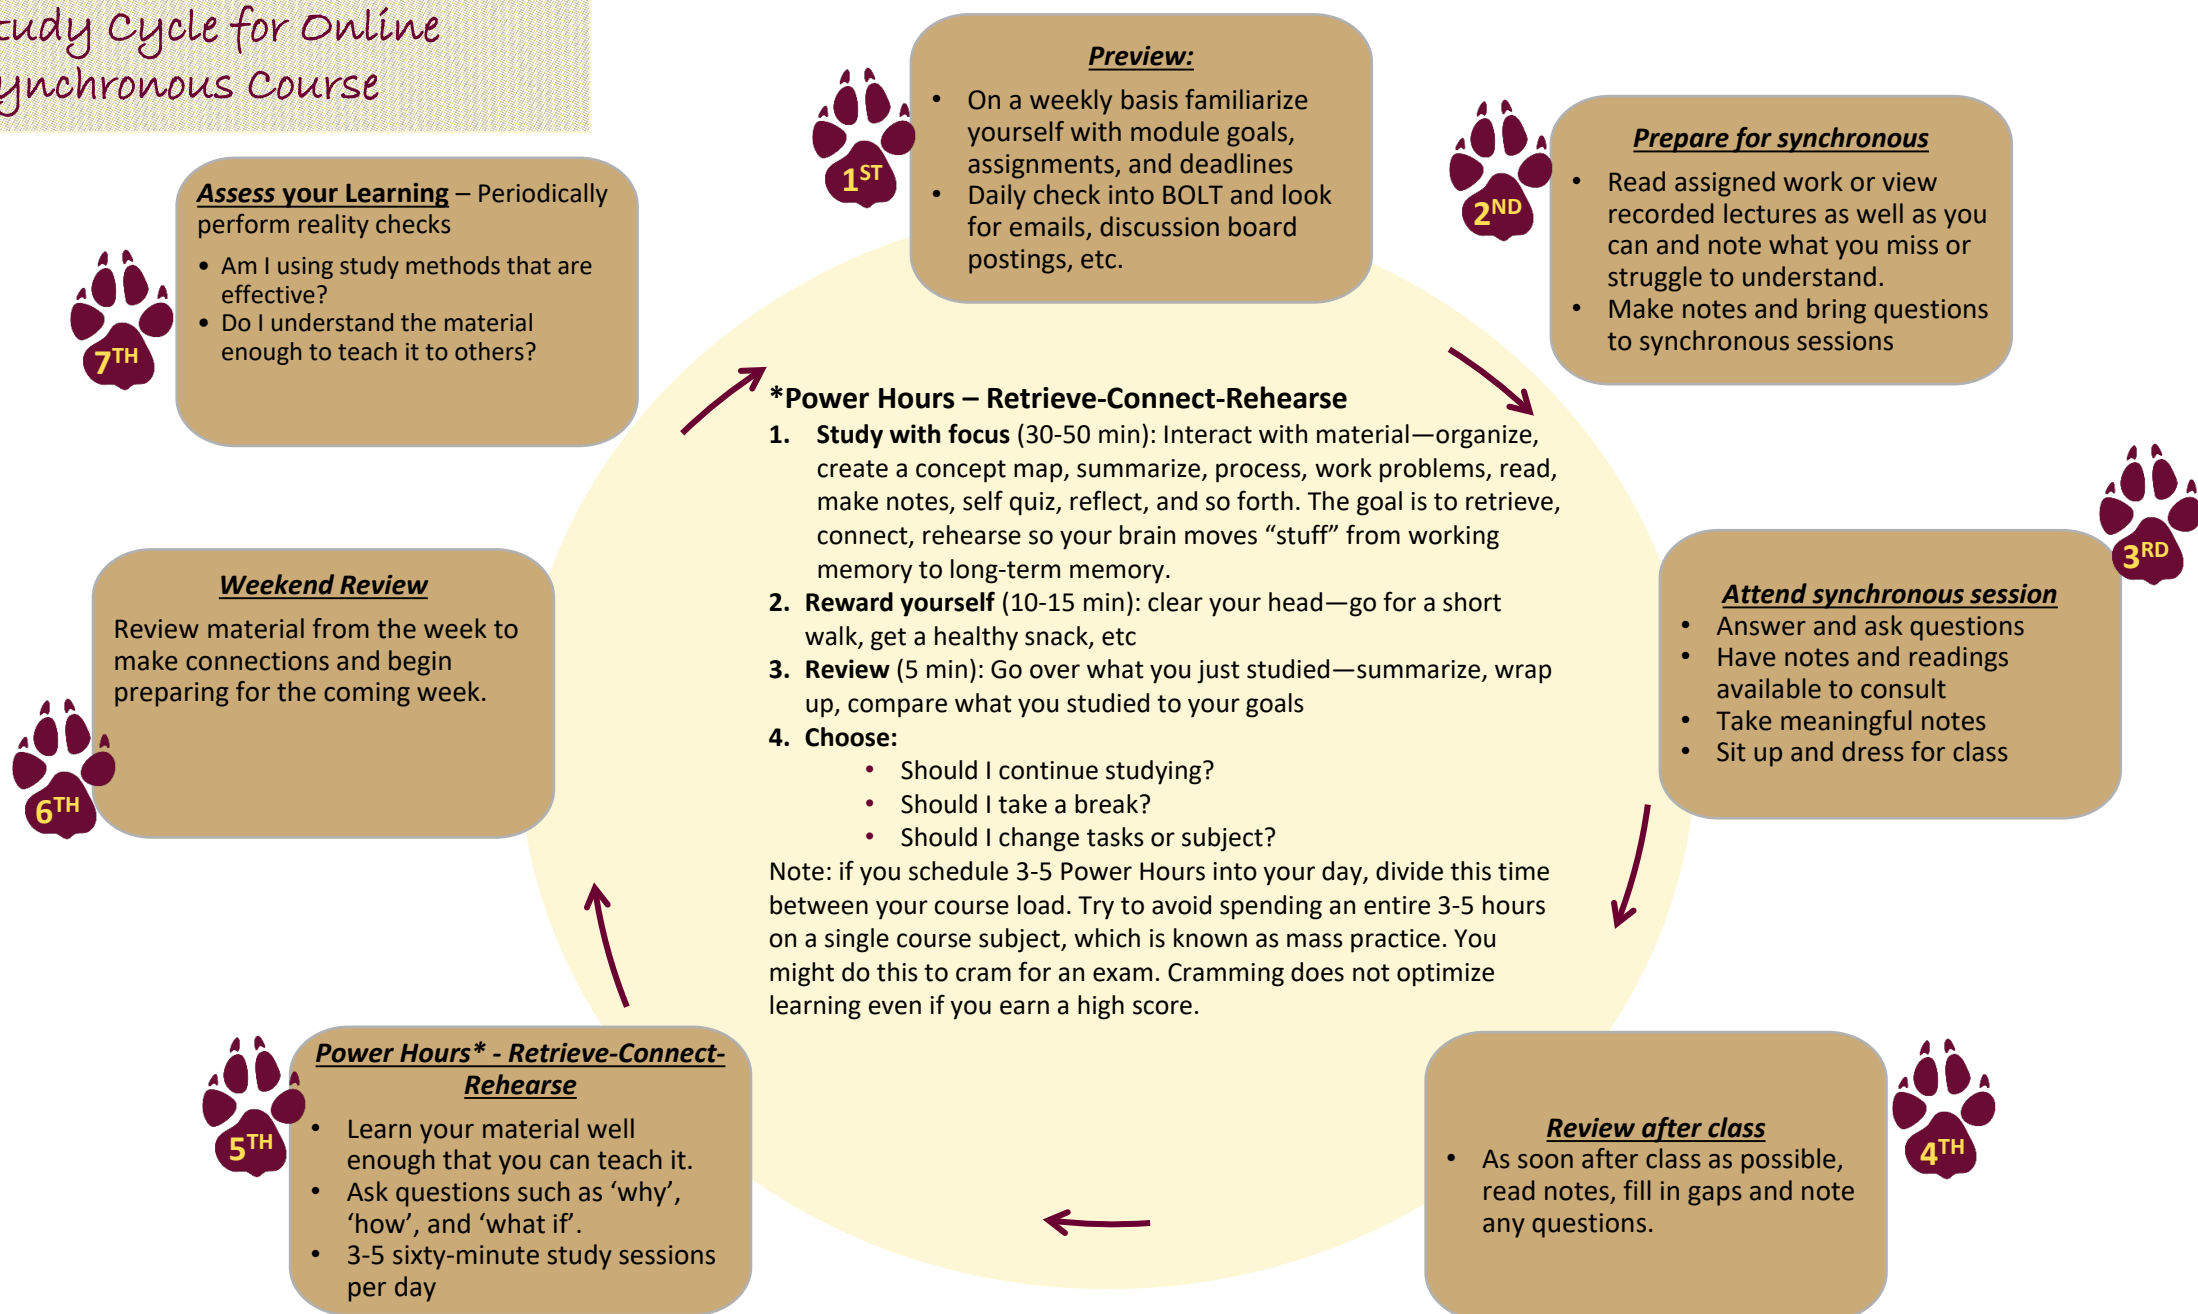 tudy Cycle for Online
ynchronous Course
Preview:
• On a weekly basis familiarize
yourself with module goals,
assignments, and deadlines
• Daily check into BOLT and look
for emails, discussion board
postings, etc.
1ST
Prepare for synchronous
• Read assigned work or view
recorded lectures as well as you
can and note what you miss or
struggle to understand.
• Make notes and bring questions
to synchronous sessions
2ND
Attend synchronous session
• Answer and ask questions
• Have notes and readings
available to consult
• Take meaningful notes
• Sit up and dress for class
3RD
Review after class
• As soon after class as possible,
read notes, fill in gaps and note
any questions.
4TH
Power Hours* - Retrieve-Connect-
Rehearse
• Learn your material well
enough that you can teach it.
• Ask questions such as ‘why’,
‘how’, and ‘what if’.
• 3-5 sixty-minute study sessions
per day
5TH
Weekend Review
Review material from the week to
make connections and begin
preparing for the coming week.
6TH
Assess your Learning – Periodically
perform reality checks
• Am I using study methods that are
effective?
• Do I understand the material
enough to teach it to others?
7TH
*Power Hours – Retrieve-Connect-Rehearse
1. Study with focus (30-50 min): Interact with material—organize,
create a concept map, summarize, process, work problems, read,
make notes, self quiz, reflect, and so forth. The goal is to retrieve,
connect, rehearse so your brain moves “stuff” from working
memory to long-term memory.
2. Reward yourself (10-15 min): clear your head—go for a short
walk, get a healthy snack, etc
3. Review (5 min): Go over what you just studied—summarize, wrap
up, compare what you studied to your goals
4. Choose:
• Should I continue studying?
• Should I take a break?
• Should I change tasks or subject?
Note: if you schedule 3-5 Power Hours into your day, divide this time
between your course load. Try to avoid spending an entire 3-5 hours
on a single course subject, which is known as mass practice. You
might do this to cram for an exam. Cramming does not optimize
learning even if you earn a high score.